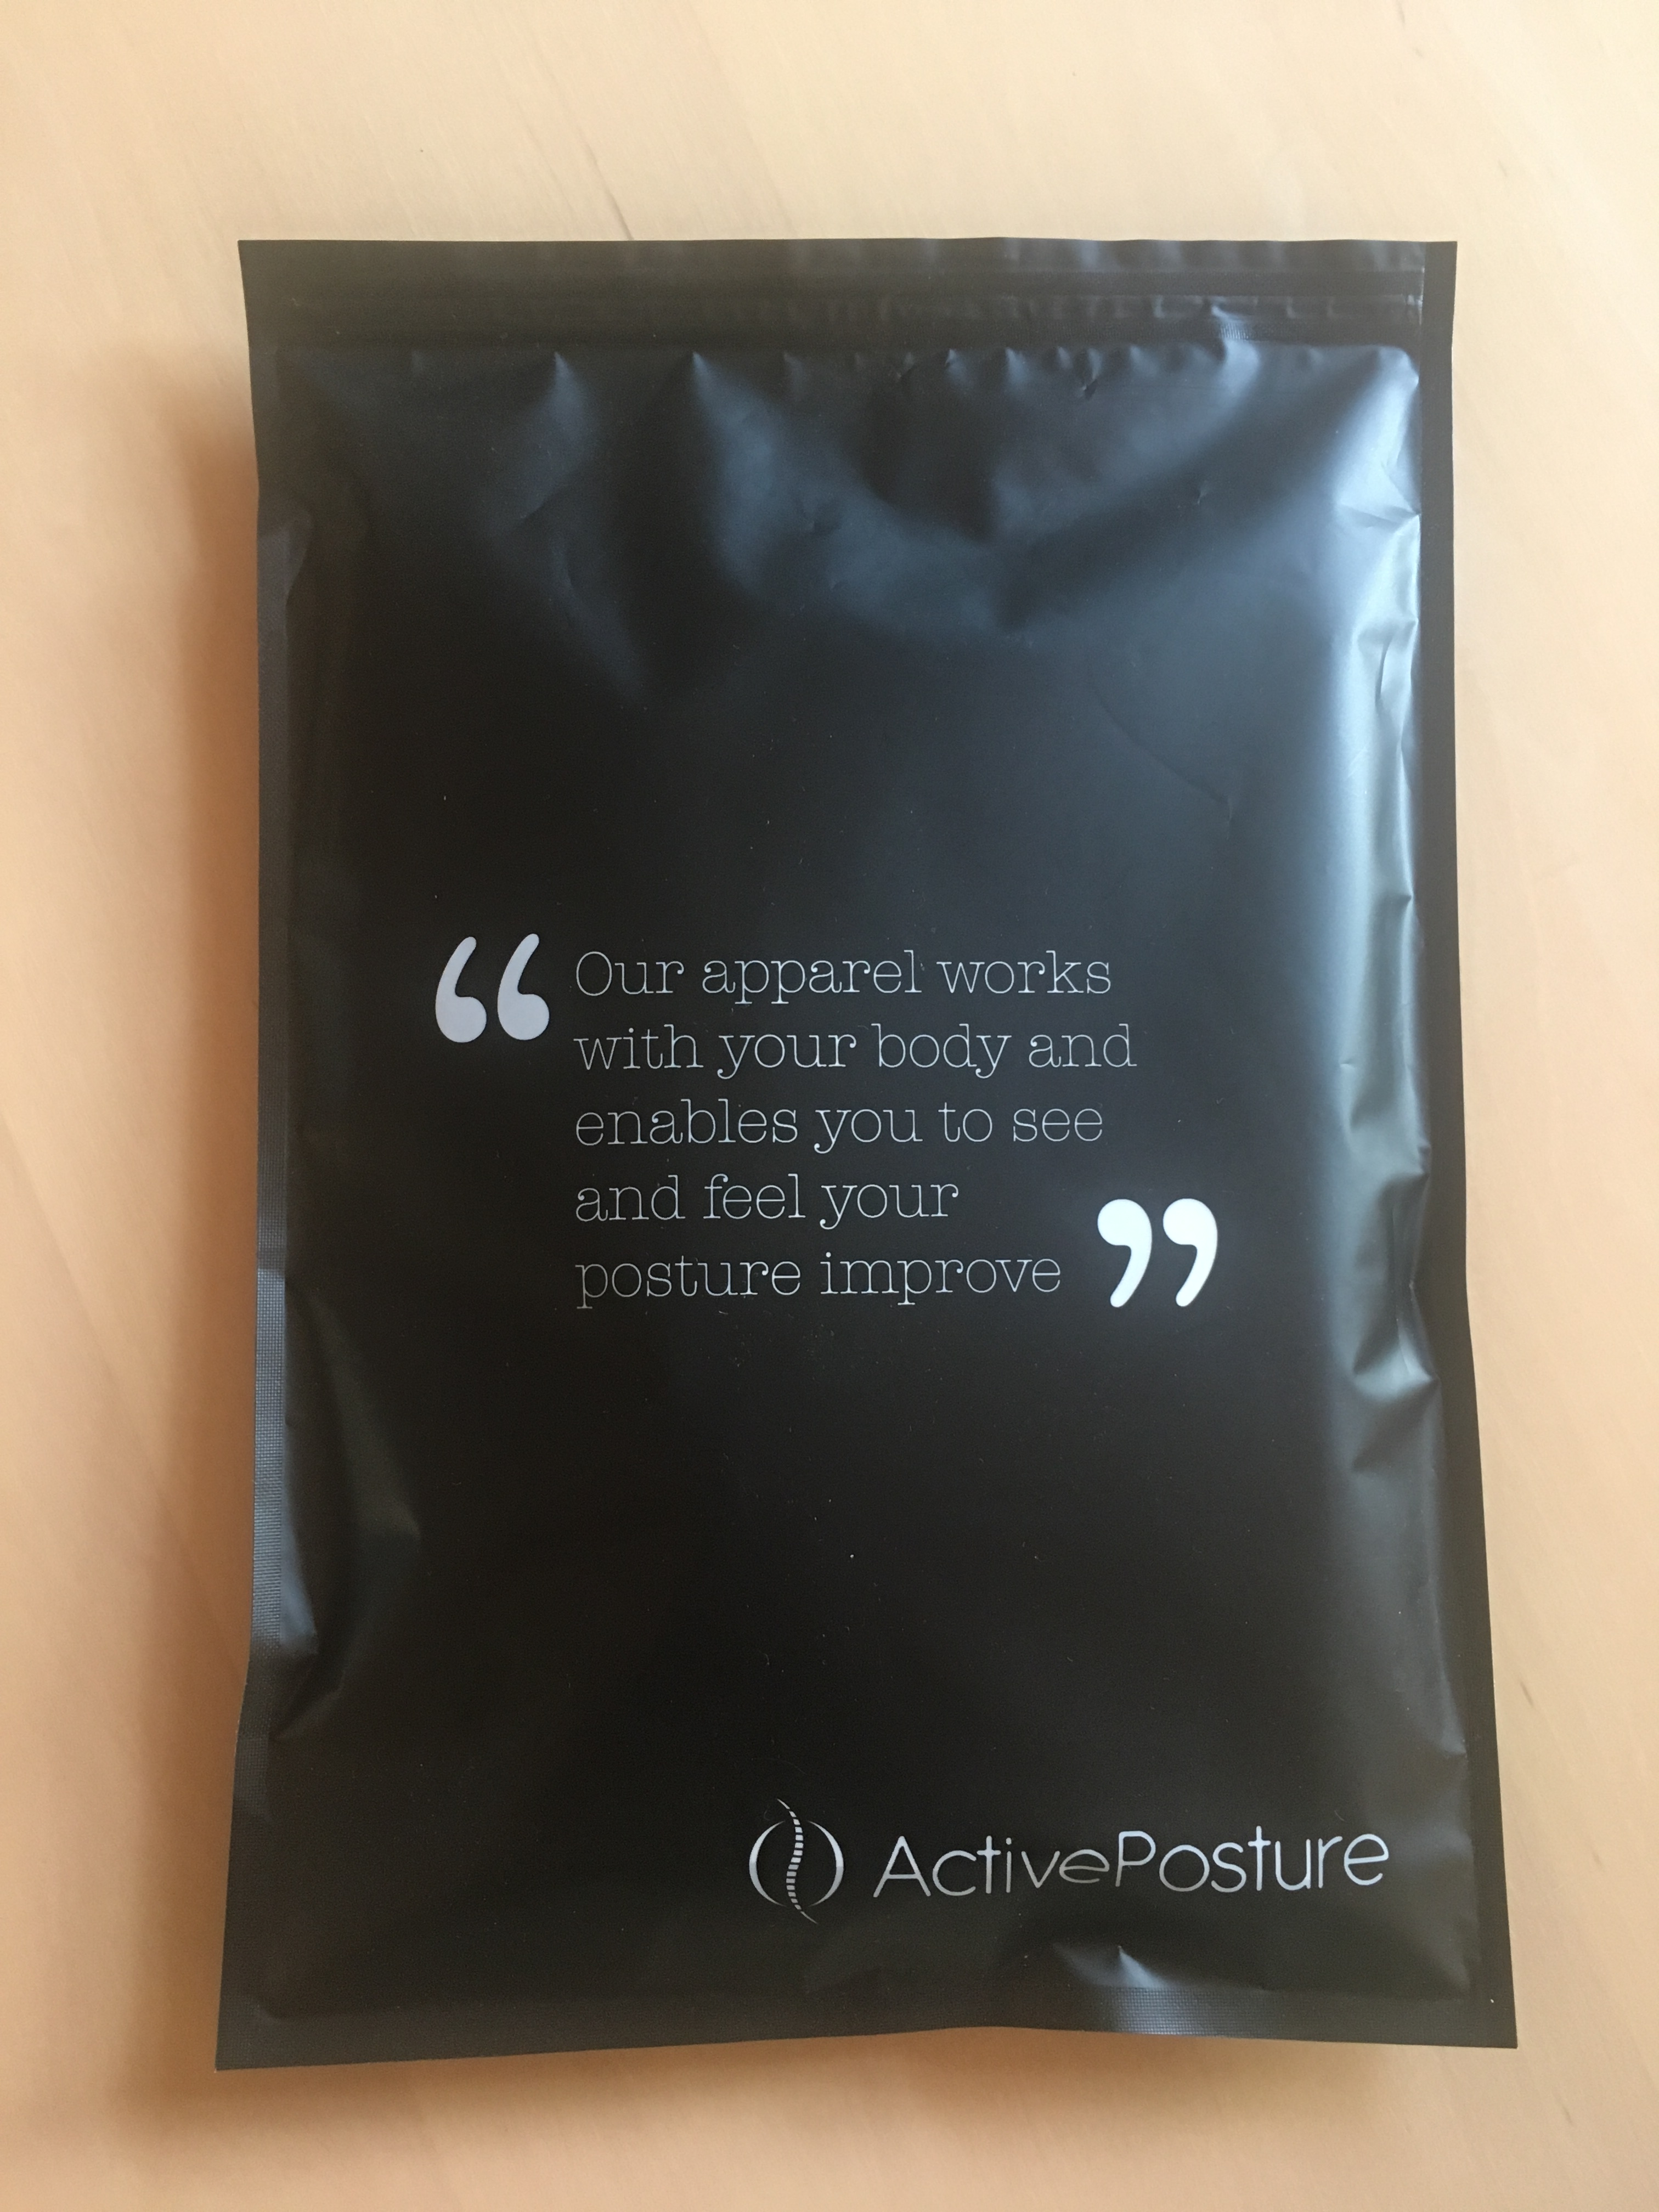 “Our apparel works
with your body and
enables you to see
and feel your
posture improve”
ActivePosture